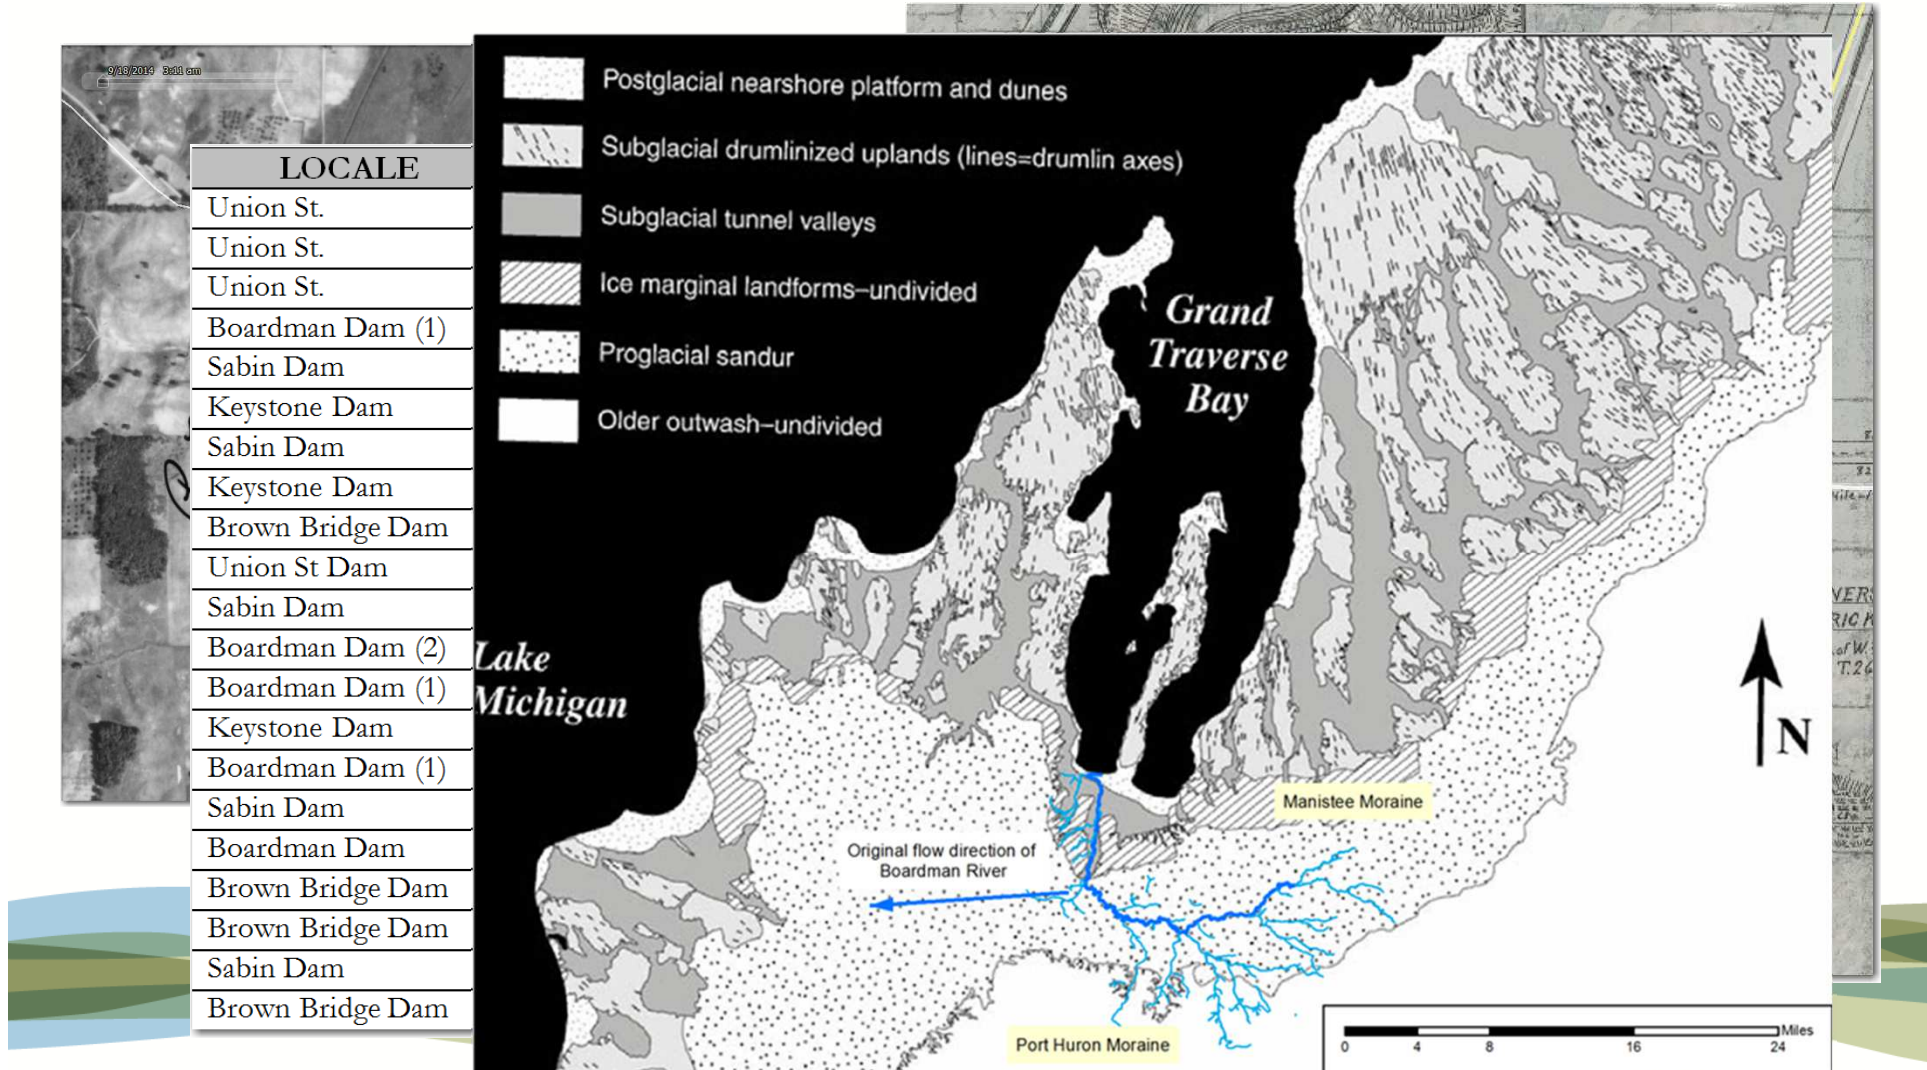 9/18/2014 3:11 am
LOCALE
Union St.
Union St.
Union St.
Boardman Dam (1)
Sabin Dam
Keystone Dam
Sabin Dam
Keystone Dam
Brown Bridge Dam
Union St Dam
Sabin Dam
Boardman Dam (2)
Boardman Dam (1)
Keystone Dam
Boardman Dam (1)
Sabin Dam
Boardman Dam
Brown Bridge Dam
Brown Bridge Dam
Sabin Dam
Brown Bridge Dam
Postglacial nearshore platform and dunes
Subglacial drumlinized uplands (lines=drumlin axes)
Subglacial tunnel valleys
Ice marginal landforms–undivided
Proglacial sandur
Older outwash–undivided
Grand
Traverse
Bay
Lake
Michigan
N
Manistee Moraine
Original flow direction of
Boardman River
Port Huron Moraine
Miles
0 4 8 16 24
82
of W.
T.26